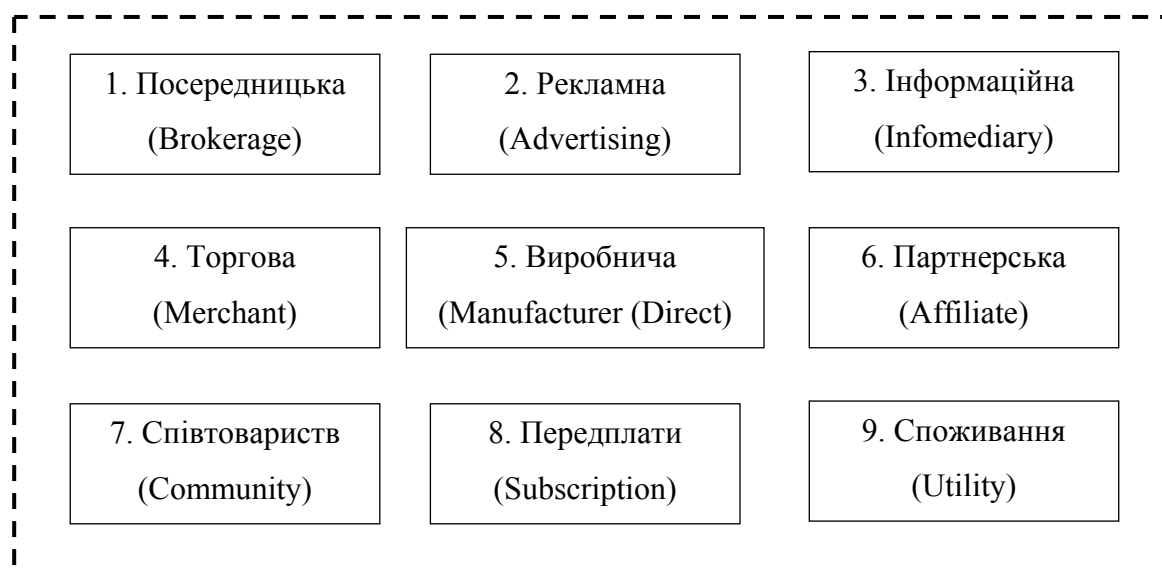 1. Посередницька
(Brokerage)
2. Рекламна
(Advertising)
3. Інформаційна
(Infomediary)
4. Торгова
(Merchant)
5. Виробнича
(Manufacturer (Direct)
6. Партнерська
(Affiliate)
7. Співтовариств
(Community)
8. Передплати
(Subscription)
9. Споживання
(Utility)